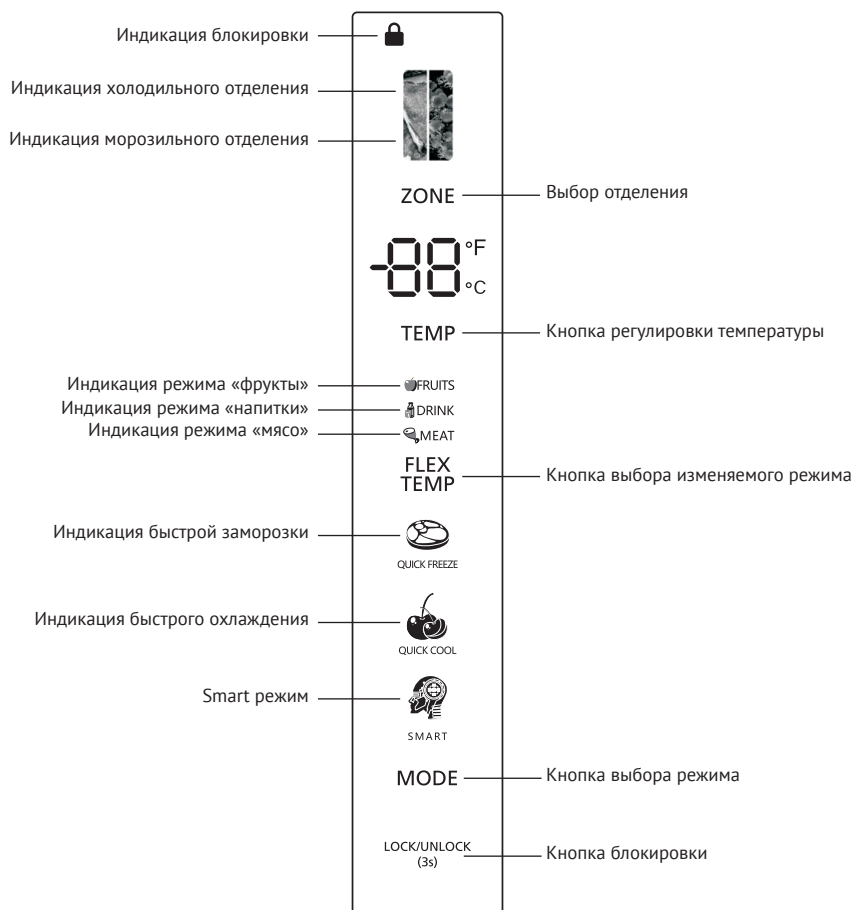 Индикация блокировки
Индикация холодильного отделения
Индикация морозильного отделения
ZONE
Выбор отделения
-88 °F
°C
TEMP
Кнопка регулировки температуры
Индикация режима «фрукты»
FRUITS
Индикация режима «напитки»
DRINK
Индикация режима «мясо»
MEAT
FLEX
TEMP
Кнопка выбора изменяемого режима
Индикация быстрой заморозки
QUICK FREEZE
Индикация быстрого охлаждения
QUICK COOL
Smart режим
SMART
MODE
Кнопка выбора режима
LOCK/UNLOCK
(3s)
Кнопка блокировки